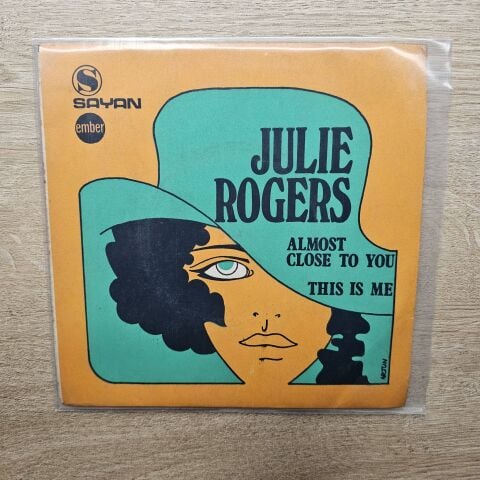 S
SAYAN
ember
JULIE
ROGERS
ALMOST
CLOSE TO YOU
THIS IS ME